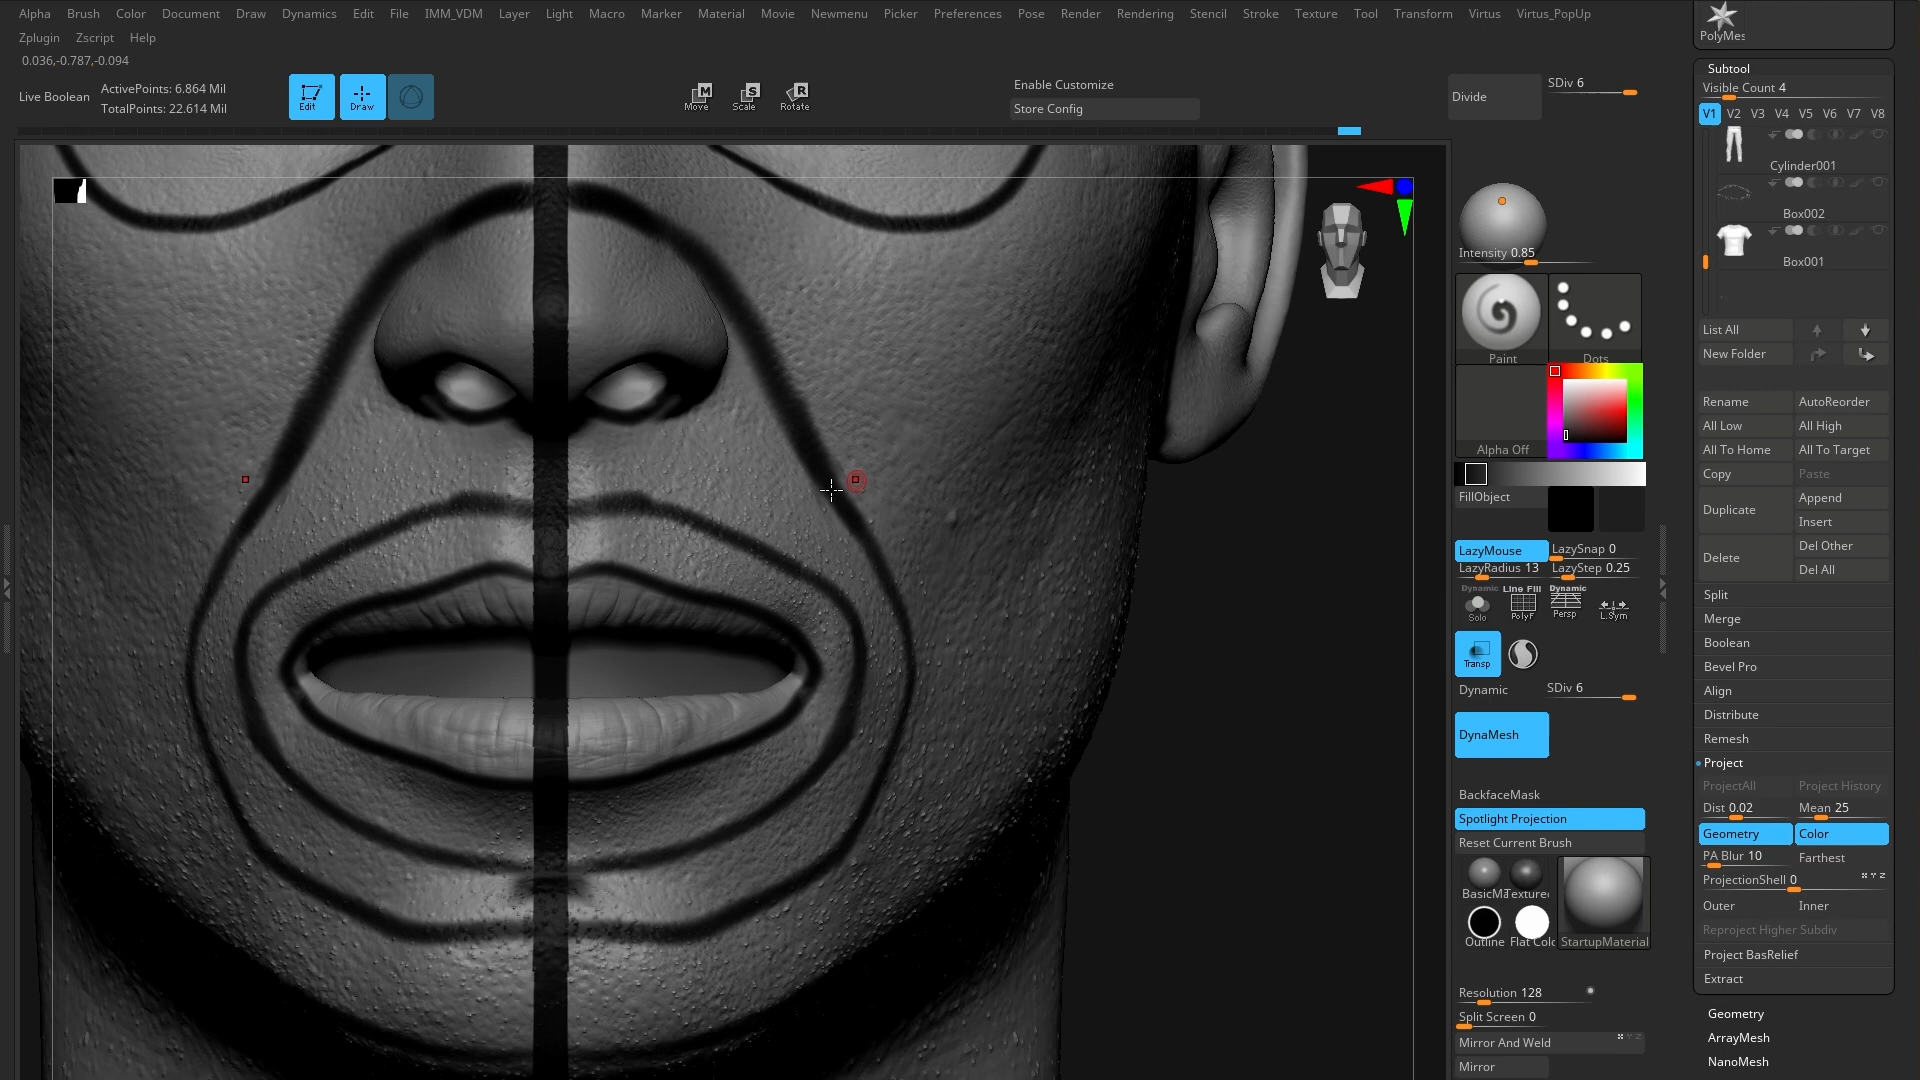 Alpha Brush Color Document Draw Dynamics Edit File IMM_VDM Layer Light Macro Marker Material Movie Newmenu Picker Preferences Pose Render Rendering Stencil Stroke Texture Tool Transform Virtus Virtus_PopUp
Zplugin Zscript Help
0.036,-0.787,-0.094
Live Boolean
ActivePoints: 6.864 Mil
TotalPoints: 22.614 Mil
Edit
Draw
M
Move
S
Scale
R
Rotate
Enable Customize
Store Config
Divide
SDiv 6
Intensity 0.85
Paint
Dots
Alpha Off
FillObject
LazyMouse
LazySnap 0
LazyRadius 13
LazyStep 0.25
Dynamic
Solo
Line Fill
PolyF
Dynamic
Persp
L.Sym
Transp
Dynamic
SDiv 6
DynaMesh
BackfaceMask
Spotlight Projection
Reset Current Brush
BasicMa
Texture
Outline
Flat Colo
StartupMaterial
Resolution 128
Split Screen 0
Mirror And Weld
Mirror
PolyMes
Subtool
Visible Count 4
V1 V2 V3 V4 V5 V6 V7 V8
Cylinder001
Box002
Box001
List All
New Folder
Rename
AutoReorder
All Low
All High
All To Home
All To Target
Copy
Paste
Duplicate
Append
Insert
Delete
Del Other
Del All
Split
Merge
Boolean
Bevel Pro
Align
Distribute
Remesh
Project
ProjectAll
Project History
Dist 0.02
Mean 25
Geometry
Color
PA Blur 10
Farthest
ProjectionShell 0
X Y Z
Outer
Inner
Reproject Higher Subdiv
Project BasRelief
Extract
Geometry
ArrayMesh
NanoMesh